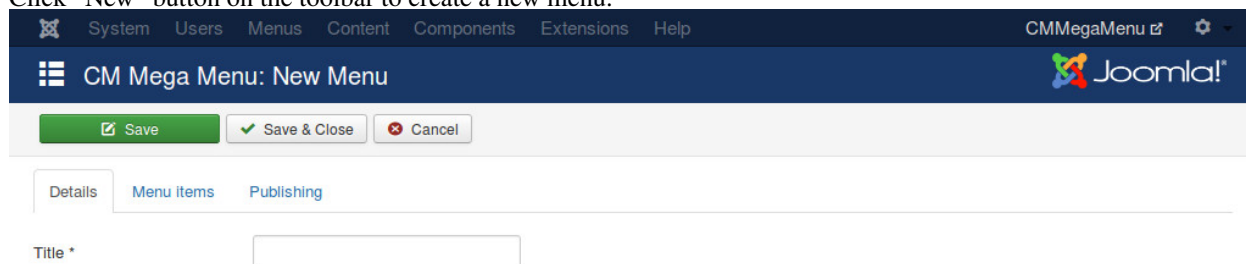 Click "New" button on the toolbar to create a new menu.
System Users Menus Content Components Extensions Help CMMegaMenu
CM Mega Menu: New Menu Joomla!
Save Save & Close Cancel
Details Menu items Publishing
Title *